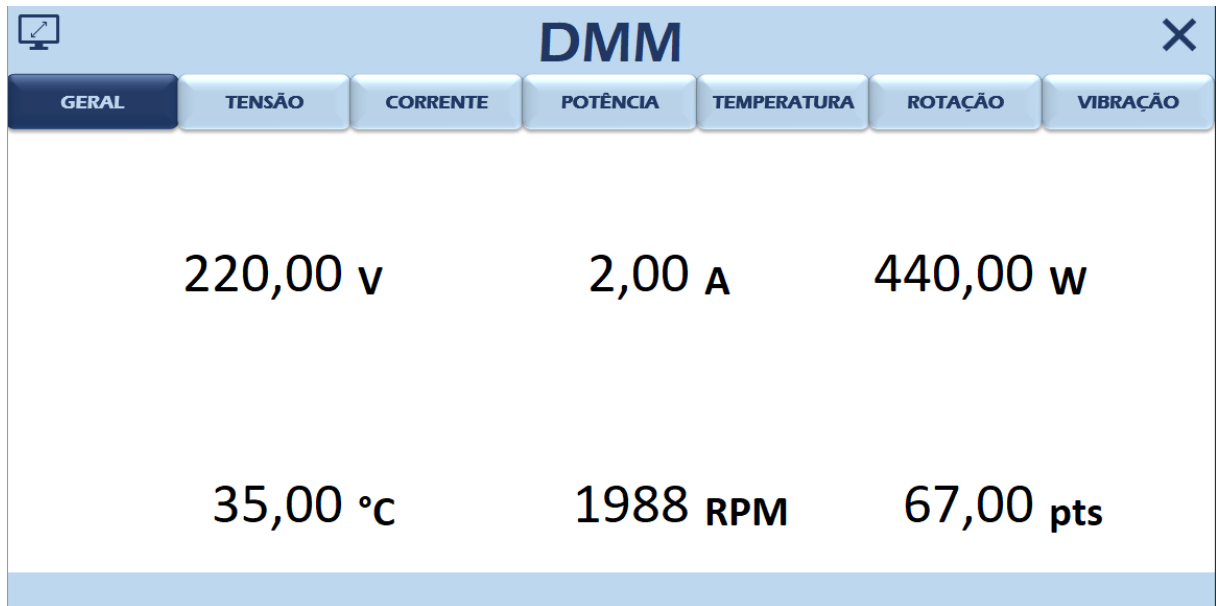 DMM
GERAL TENSÃO CORRENTE POTÊNCIA TEMPERATURA ROTAÇÃO VIBRAÇÃO
220,00 V 2,00 A 440,00 W
35,00 °C 1988 RPM 67,00 pts